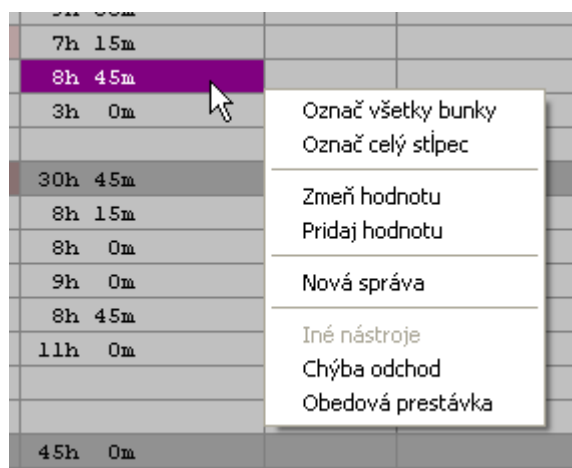 7h 15m
8h 45m
3h 0m
30h 45m
8h 15m
8h 0m
9h 0m
8h 45m
11h 0m
45h 0m
Označ všetky bunky
Označ celý stĺpec
Zmeň hodnotu
Pridaj hodnotu
Nová správa
Iné nástroje
Chýba odchod
Obedová prestávka